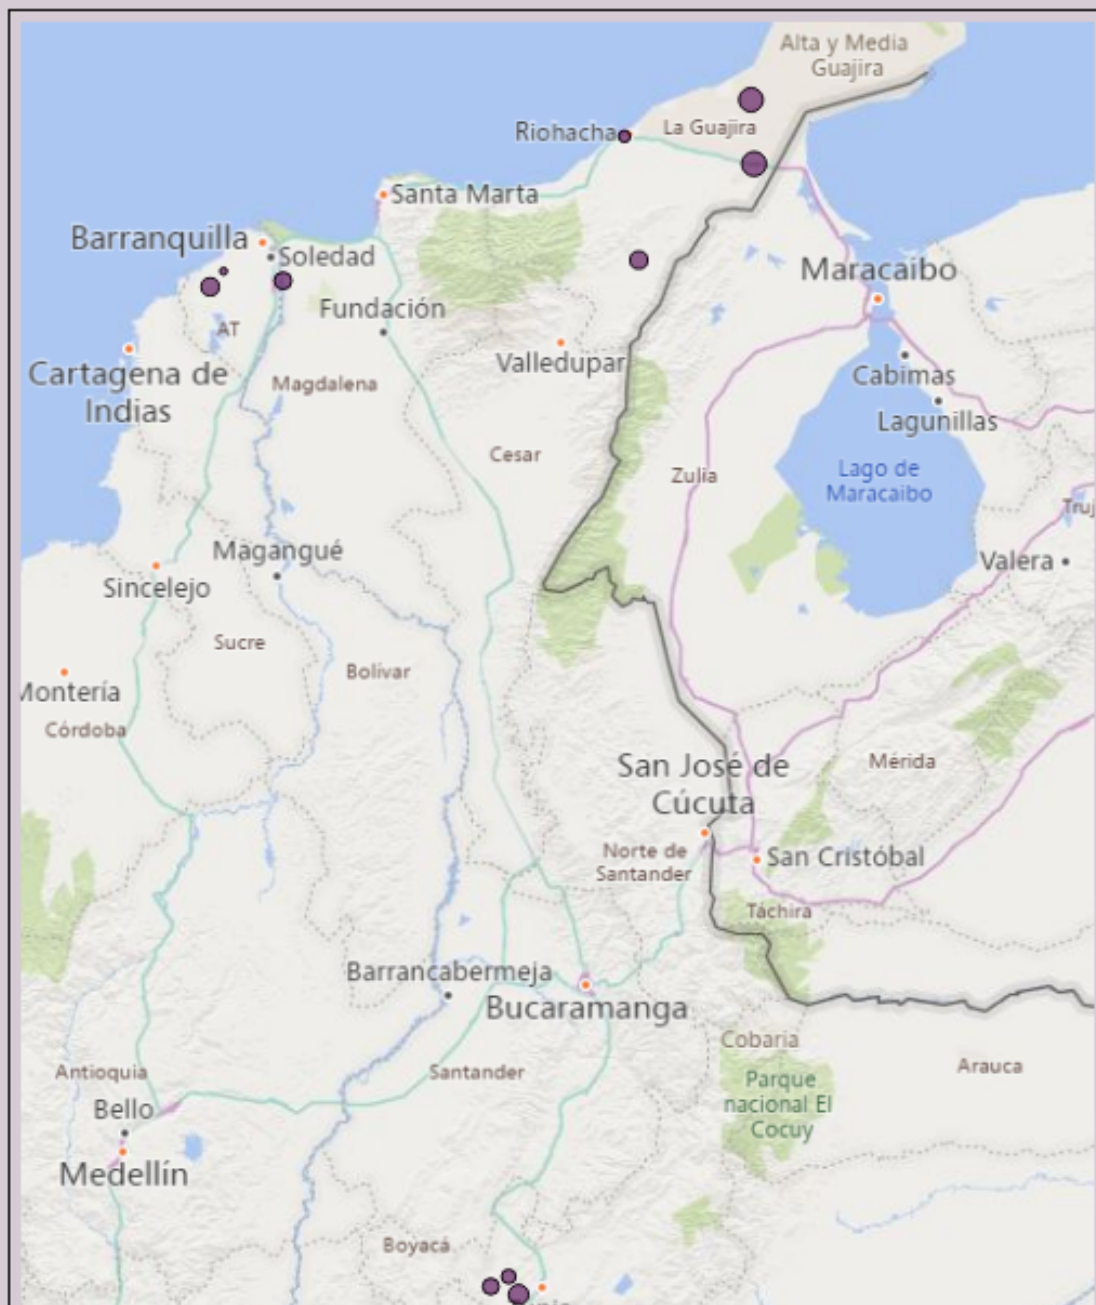 Alta y Media
Guajira
Riohacha
La Guajira
Santa Marta
Barranquilla
Soledad
Maracaibo
Fundación
AT
Valledupar
Cartagena de
Indias
Magdalena
Cabimas
Lagunillas
Cesar
Zulia
Lago de
Maracaibo
Truj
Magangué
Valera
Sincelejo
Sucre
Bolívar
Montería
Córdoba
San José de
Cúcuta
Mérida
Norte de
Santander
San Cristóbal
Táchira
Barrancabermeja
Bucaramanga
Cobaria
Arauca
Antioquia
Santander
Parque
nacional El
Cocuy
Bello
Medellín
Boyacá